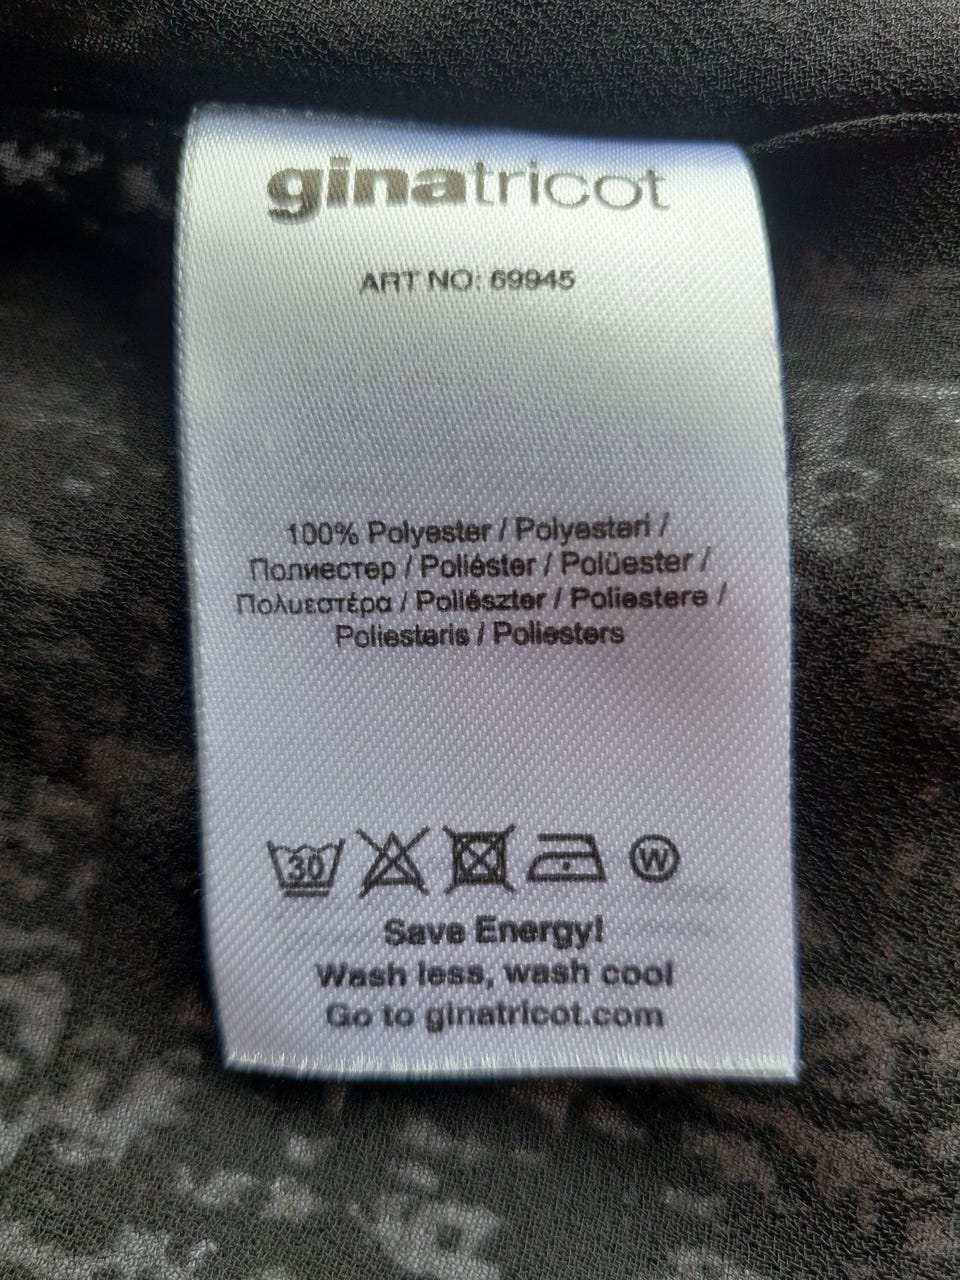 ginatricot
ART NO: 69945
100% Polyester / Polyesteri /
Полиестер / Poliéster / Polüester /
Πολυεστέρα / Poliészter / Poliestere /
Poliesteris / Poliesters
30 W
Save Energy!
Wash less, wash cool
Go to ginatricot.com